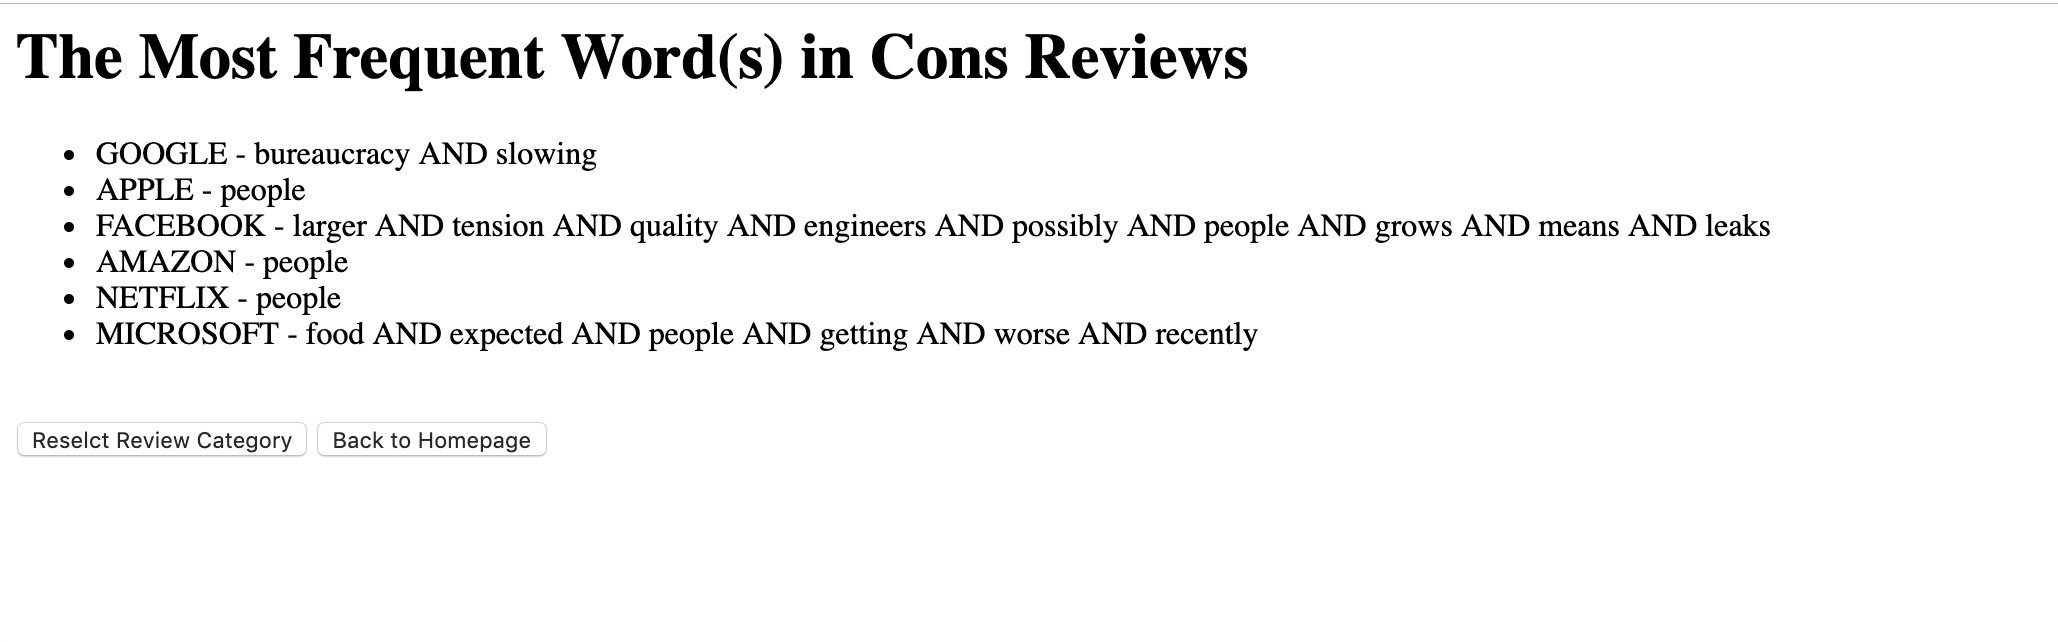 The Most Frequent Word(s) in Cons Reviews
• GOOGLE - bureaucracy AND slowing
• APPLE - people
• FACEBOOK - larger AND tension AND quality AND engineers AND possibly AND people AND grows AND means AND leaks
• AMAZON - people
• NETFLIX - people
• MICROSOFT - food AND expected AND people AND getting AND worse AND recently
Reselct Review Category Back to Homepage